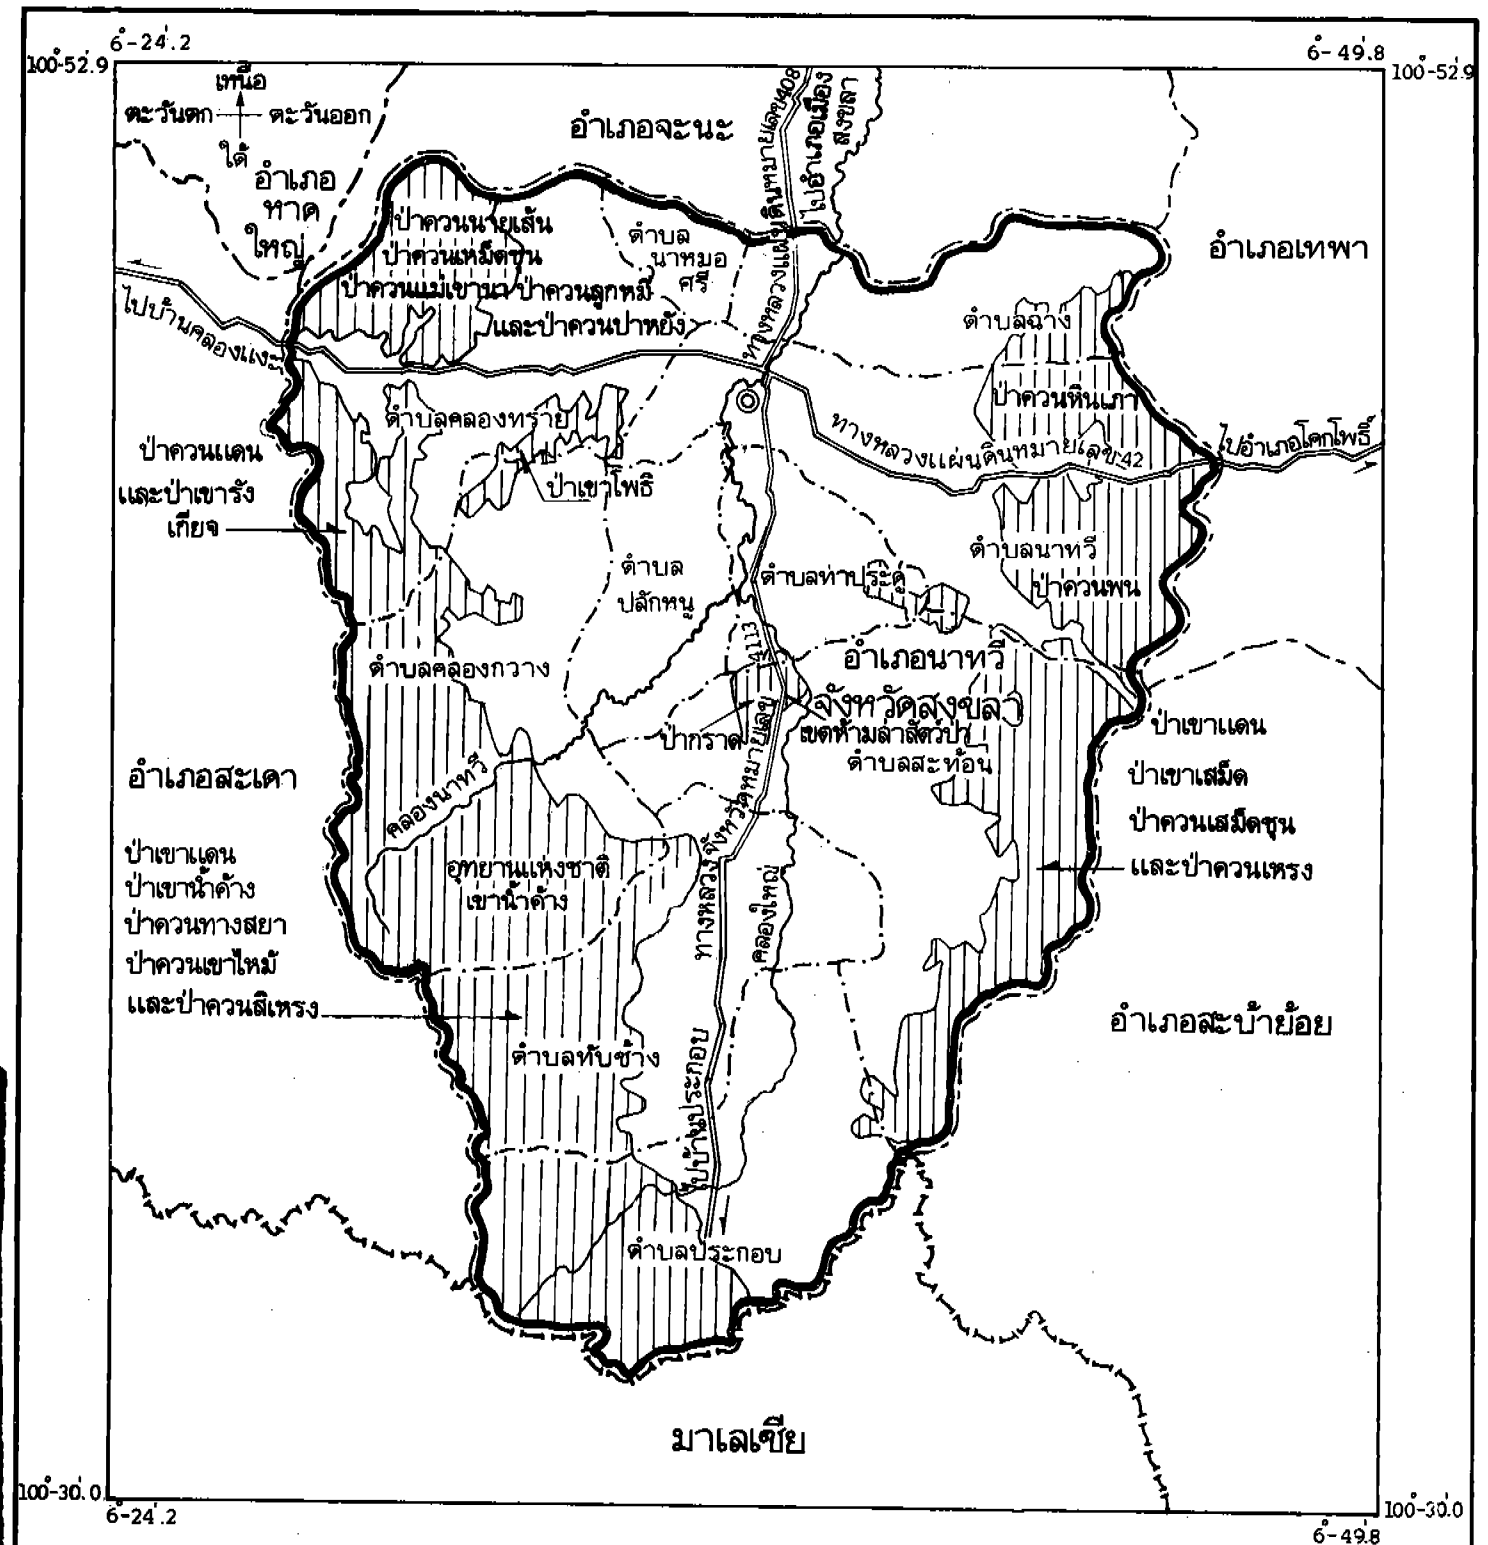 6°-24'.2
6°-49'.8
100°-52'.9
100°-52'.9
เหนือ
ตะวันตก
ตะวันออก
ใต้
อำเภอจะนะ
ทางหลวงแผ่นดินหมายเลข 408
ไปอำเภอเมือง
สงขลา
อำเภอ
หาด
ใหญ่
ป่าควนนายเส้น
ป่าควนเหม็ดชุน
ป่าควนแม่เขานา ป่าควนลูกหมี
และป่าควนป่าหยัง
ตำบล
นาหมอ
ศรี
อำเภอเทพา
ไปบ้านคลองแงะ
ตำบลฉาง
ป่าควนหินเภา
ตำบลคลองทราย
ทางหลวงแผ่นดินหมายเลข 42
ไปอำเภอโคกโพธิ์
ป่าควนแดน
และป่าเขารัง
เกียจ
ป่าเขาโพธิ์
ตำบล
ปลักหนู
ตำบลท่าประดู่
ตำบลนาทวี
ป่าควนพน
ตำบลคลองกวาง
4113
อำเภอนาทวี
จังหวัดสงขลา
ป่ากราด
เขตห้ามล่าสัตว์ป่า
ตำบลสะท้อน
ป่าเขาแดน
ป่าเขาเสม็ด
ป่าควนเสม็ดชุน
และป่าควนเหรง
อำเภอสะเดา
คลองนาทวี
ทางหลวงจังหวัดหมายเลข
ป่าเขาแดน
ป่าเขาน้ำค้าง
ป่าควนทางสยา
ป่าควนเขาไหม้
และป่าควนสิเหรง
อุทยานแห่งชาติ
เขาน้ำค้าง
คลองใหญ่
อำเภอสะบ้าย้อย
ตำบลทับช้าง
ไปบ้านประกอบ
ตำบลประกอบ
มาเลเซีย
100°-30'.0
100°-30'.0
6°-24'.2
6°-49'.8